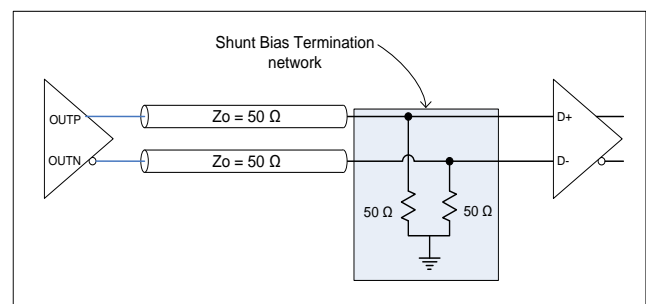 Shunt Bias Termination
network
OUTP
Zo = 50 Ω
D+
OUTN
Zo = 50 Ω
D-
50 Ω
50 Ω